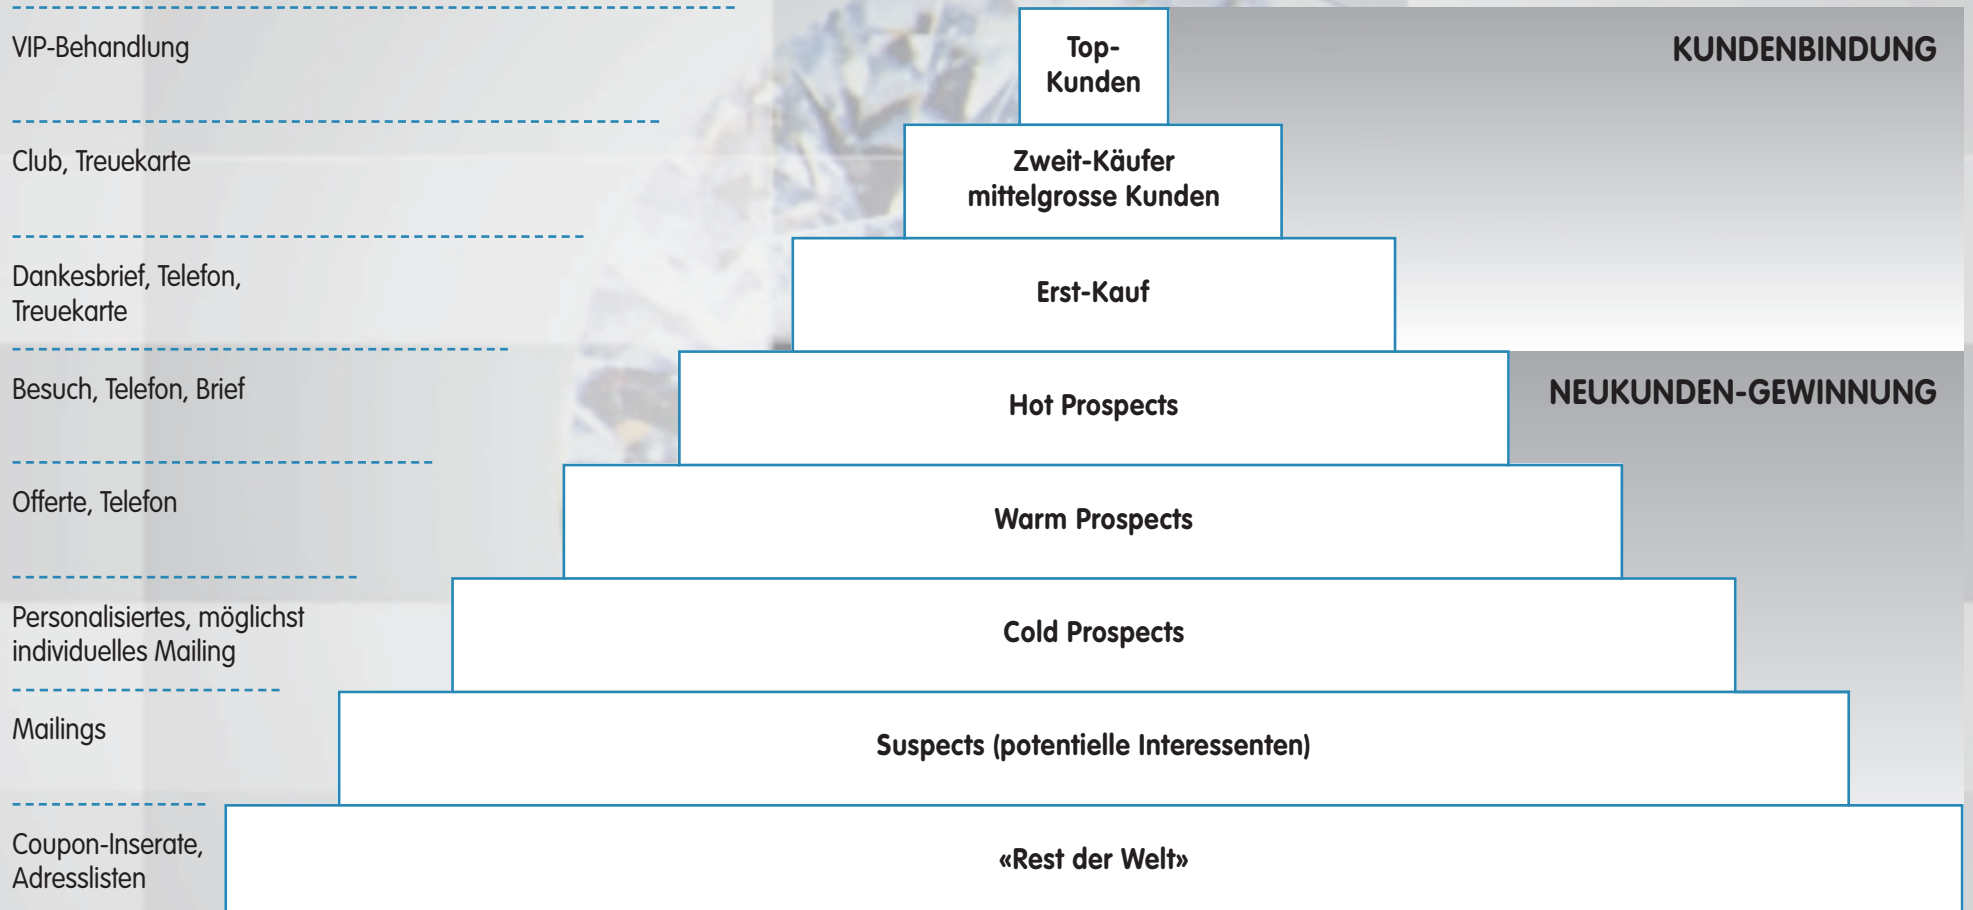 VIP-Behandlung
Top-
Kunden
KUNDENBINDUNG
Club, Treuekarte
Zweit-Käufer
mittelgrosse Kunden
Dankesbrief, Telefon,
Treuekarte
Erst-Kauf
Besuch, Telefon, Brief
Hot Prospects
NEUKUNDEN-GEWINNUNG
Offerte, Telefon
Warm Prospects
Personalisiertes, möglichst
individuelles Mailing
Cold Prospects
Mailings
Suspects (potentielle Interessenten)
Coupon-Inserate,
Adresslisten
«Rest der Welt»